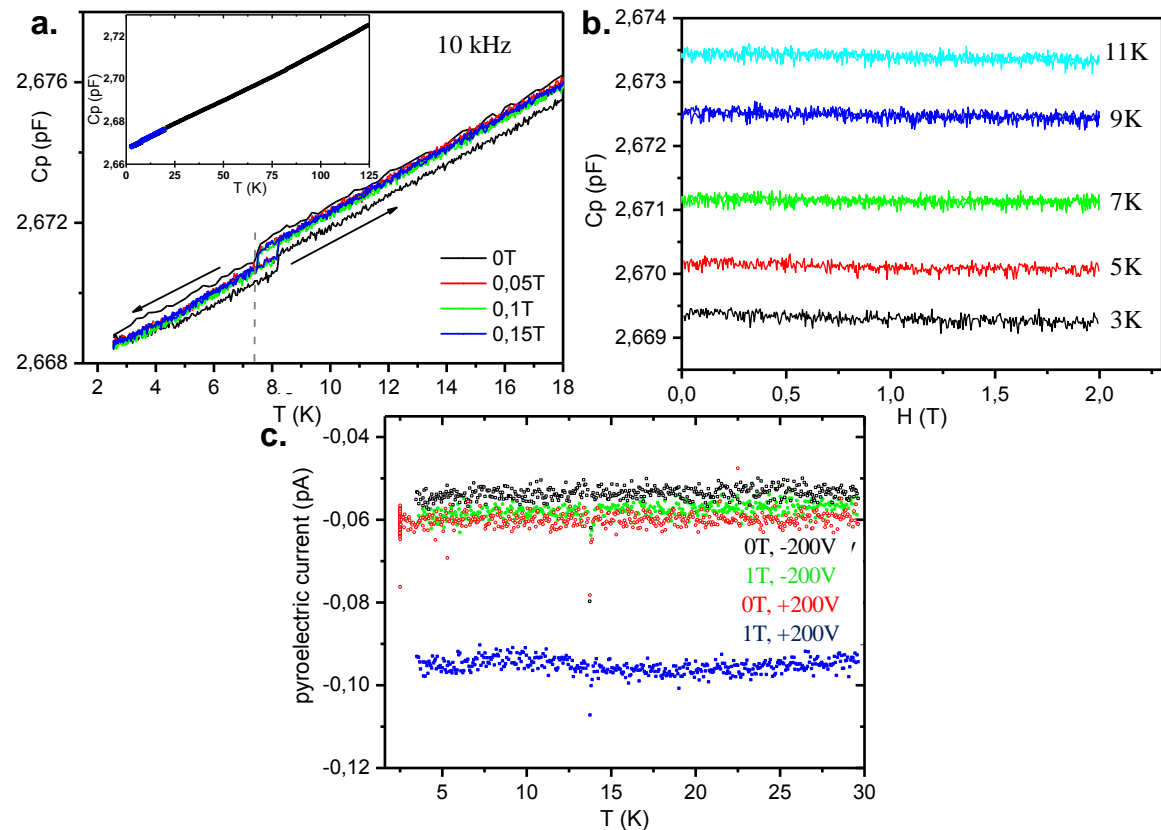 a.
10 kHz
Cp (pF)
2,676
2,672
2,668
2 4 6 8 10 12 14 16 18
T (K)
Cp (pF)
2,72
2,70
2,68
2,66
0 25 50 75 100 125
T (K)
0T
0,05T
0,1T
0,15T
b.
Cp (pF)
2,674
2,673
2,672
2,671
2,670
2,669
11K
9K
7K
5K
3K
0,0 0,5 1,0 1,5 2,0
H (T)
c.
pyroelectric current (pA)
-0,04
-0,06
-0,08
-0,10
-0,12
0T, -200V
1T, -200V
0T, +200V
1T, +200V
5 10 15 20 25 30
T (K)